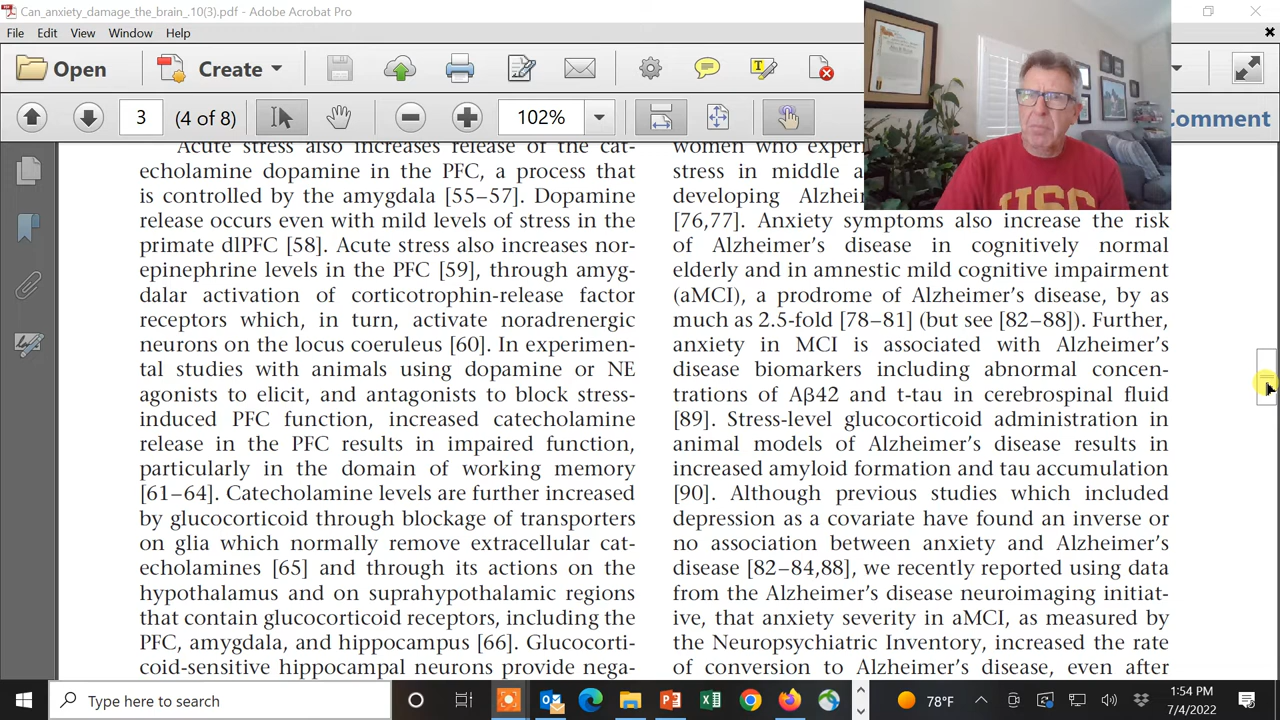 Can_anxiety_damage_the_brain_.10(3).pdf - Adobe Acrobat Pro
File Edit View Window Help
Open Create
3 (4 of 8) 102% Comment
Acute stress also increases release of the cat-
echolamine dopamine in the PFC, a process that
is controlled by the amygdala [55–57]. Dopamine
release occurs even with mild levels of stress in the
primate dlPFC [58]. Acute stress also increases nor-
epinephrine levels in the PFC [59], through amyg-
dalar activation of corticotrophin-release factor
receptors which, in turn, activate noradrenergic
neurons on the locus coeruleus [60]. In experimen-
tal studies with animals using dopamine or NE
agonists to elicit, and antagonists to block stress-
induced PFC function, increased catecholamine
release in the PFC results in impaired function,
particularly in the domain of working memory
[61–64]. Catecholamine levels are further increased
by glucocorticoid through blockage of transporters
on glia which normally remove extracellular cat-
echolamines [65] and through its actions on the
hypothalamus and on suprahypothalamic regions
that contain glucocorticoid receptors, including the
PFC, amygdala, and hippocampus [66]. Glucocorti-
coid-sensitive hippocampal neurons provide nega-
women who exper
stress in middle a
developing Alzhei
[76,77]. Anxiety symptoms also increase the risk
of Alzheimer’s disease in cognitively normal
elderly and in amnestic mild cognitive impairment
(aMCI), a prodrome of Alzheimer’s disease, by as
much as 2.5-fold [78–81] (but see [82–88]). Further,
anxiety in MCI is associated with Alzheimer’s
disease biomarkers including abnormal concen-
trations of Aβ42 and t-tau in cerebrospinal fluid
[89]. Stress-level glucocorticoid administration in
animal models of Alzheimer’s disease results in
increased amyloid formation and tau accumulation
[90]. Although previous studies which included
depression as a covariate have found an inverse or
no association between anxiety and Alzheimer’s
disease [82–84,88], we recently reported using data
from the Alzheimer’s disease neuroimaging initiat-
ive, that anxiety severity in aMCI, as measured by
the Neuropsychiatric Inventory, increased the rate
of conversion to Alzheimer’s disease, even after
USC
Type here to search
78°F
1:54 PM
7/4/2022